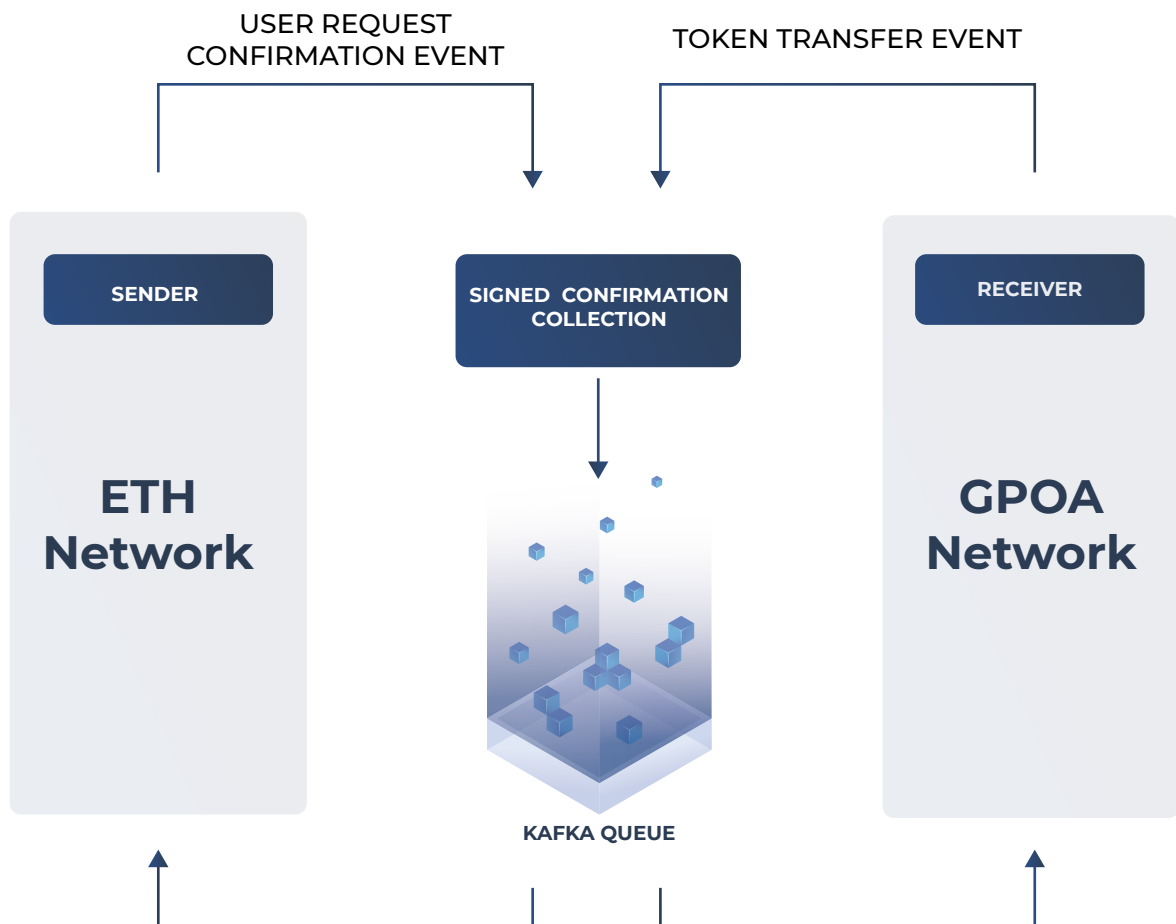 USER REQUEST
CONFIRMATION EVENT
TOKEN TRANSFER EVENT
SENDER
SIGNED CONFIRMATION
COLLECTION
RECEIVER
ETH
Network
GPOA
Network
KAFKA QUEUE